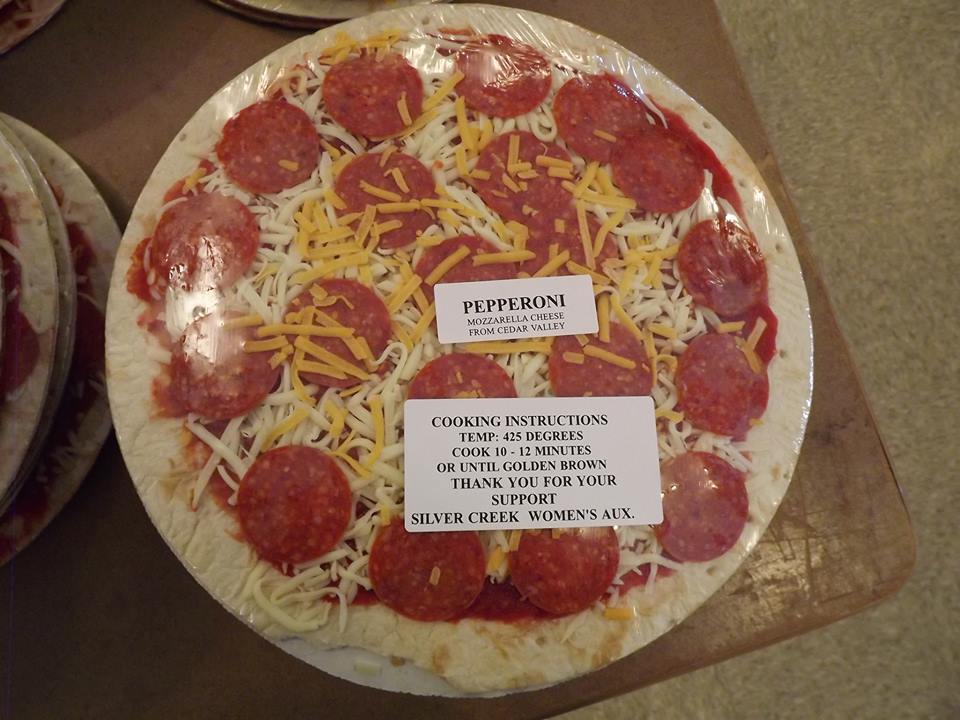 PEPPERONI
MOZZARELLA CHEESE
FROM CEDAR VALLEY
COOKING INSTRUCTIONS
TEMP: 425 DEGREES
COOK 10 - 12 MINUTES
OR UNTIL GOLDEN BROWN
THANK YOU FOR YOUR
SUPPORT
SILVER CREEK WOMEN'S AUX.